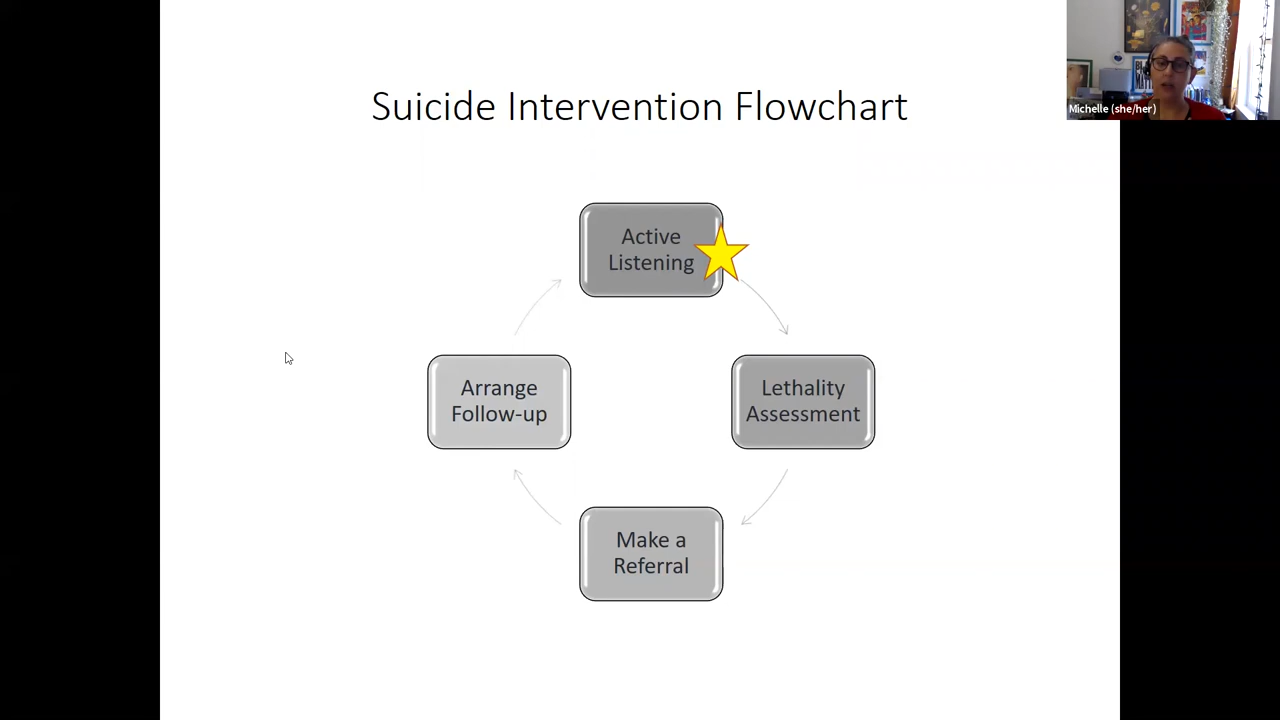 Suicide Intervention Flowchart
Michelle (she/her)
Active
Listening
Arrange
Follow-up
Lethality
Assessment
Make a
Referral